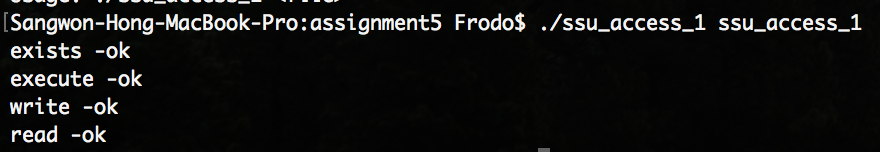 [Sangwon-Hong-MacBook-Pro:assignment5 Frodo$ ./ssu_access_1 ssu_access_1
exists -ok
execute -ok
write -ok
read -ok